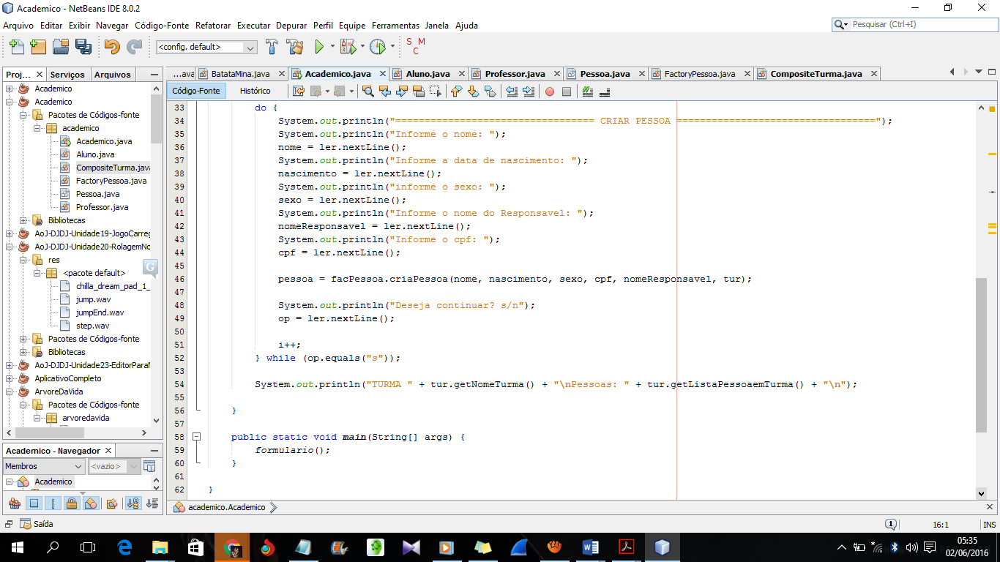 Academico - NetBeans IDE 8.0.2
Arquivo Editar Exibir Navegar Código-Fonte Refatorar Executar Depurar Perfil Equipe Ferramentas Janela Ajuda
Pesquisar (Ctrl+I)
<config. default>
S M
C
Proj... Serviços Arquivos
...ava BatataMina.java Academico.java Aluno.java Professor.java Pessoa.java FactoryPessoa.java CompositeTurma.java
Código-Fonte Histórico
Academico
Academico
Pacotes de Códigos-fonte
academico
Academico.java
Aluno.java
CompositeTurma.java
FactoryPessoa.java
Pessoa.java
Professor.java
Bibliotecas
AoJ-DJDJ-Unidade19-JogoCarreg
AoJ-DJDJ-Unidade20-RolagemNo
res
<pacote default>
chilla_dream_pad_1_
jump.wav
jumpEnd.wav
step.wav
Pacotes de Códigos-fonte
Bibliotecas
AoJ-DJDJ-Unidade23-EditorParaM
AplicativoCompleto
ArvoreDaVida
Pacotes de Códigos-fonte
arvoredavida
G
Academico - Navegador
Membros <vazio>
Academico
33 do {
34 System.out.println("================================== CRIAR PESSOA ==================================");
35 System.out.println("Informe o nome: ");
36 nome = ler.nextLine();
37 System.out.println("Informe a data de nascimento: ");
38 nascimento = ler.nextLine();
39 System.out.println("informe o sexo: ");
40 sexo = ler.nextLine();
41 System.out.println("Informe o nome do Responsavel: ");
42 nomeResponsavel = ler.nextLine();
43 System.out.println("Informe o cpf: ");
44 cpf = ler.nextLine();
45
46 pessoa = facPessoa.criaPessoa(nome, nascimento, sexo, cpf, nomeResponsavel, tur);
47
48 System.out.println("Deseja continuar? s/n");
49 op = ler.nextLine();
50
51 i++;
52 } while (op.equals("s"));
53
54 System.out.println("TURMA " + tur.getNomeTurma() + "\nPessoas: " + tur.getListaPessoaemTurma() + "\n");
55
56 }
57
58 public static void main(String[] args) {
59 formulario();
60 }
61
62 }
academico.Academico
Saída
1 16:1 INS
05:35
02/06/2016